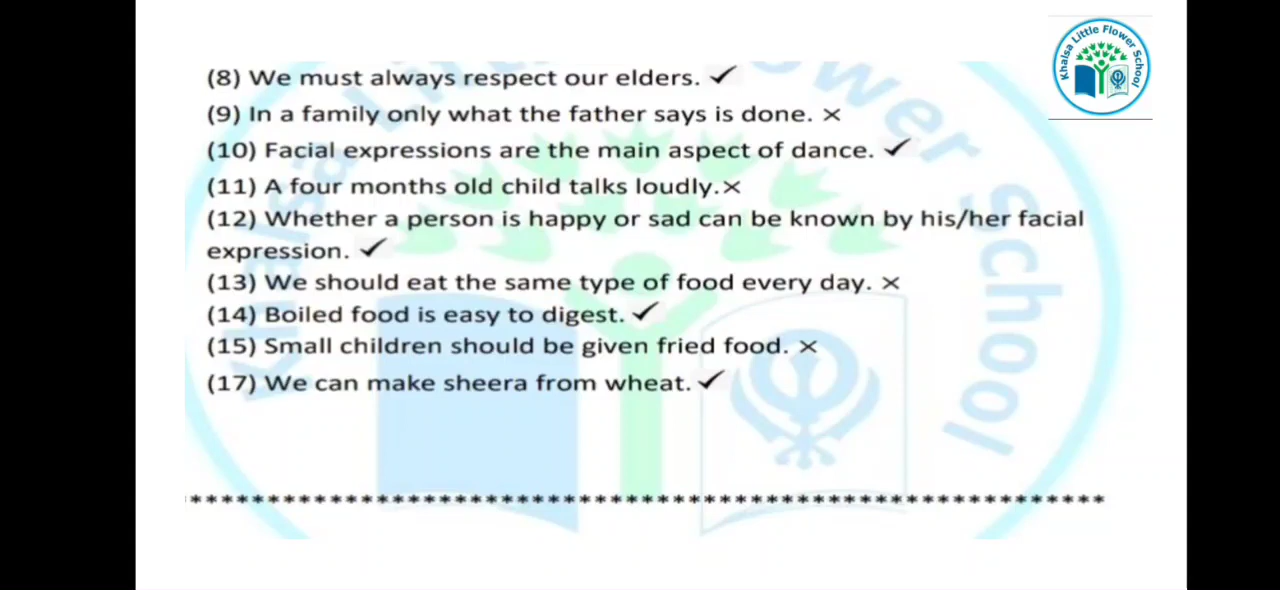 Khalsa Little Flower School
(8) We must always respect our elders. ✓
(9) In a family only what the father says is done. ×
(10) Facial expressions are the main aspect of dance. ✓
(11) A four months old child talks loudly.×
(12) Whether a person is happy or sad can be known by his/her facial
expression. ✓
(13) We should eat the same type of food every day. ×
(14) Boiled food is easy to digest. ✓
(15) Small children should be given fried food. ×
(17) We can make sheera from wheat. ✓
Khalsa Little Flower School
***********************************************************